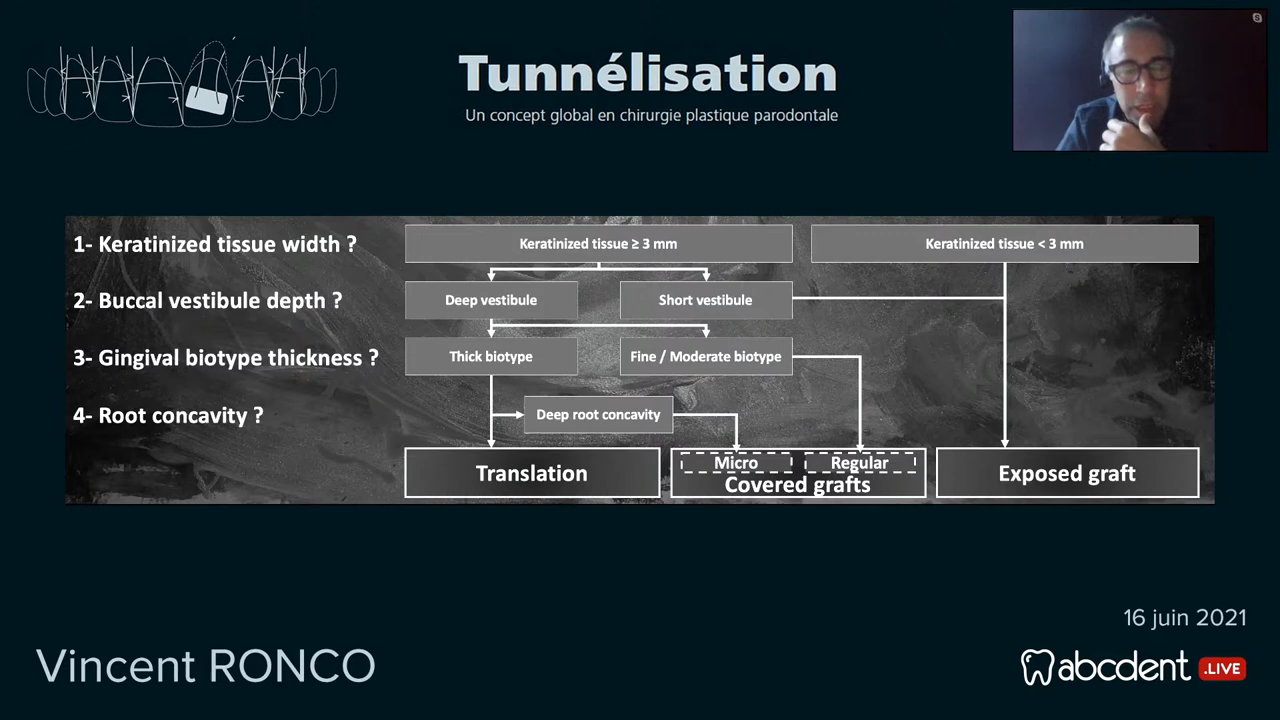 Tunnélisation
Un concept global en chirurgie plastique parodontale
1- Keratinized tissue width ?
Keratinized tissue ≥ 3 mm
Keratinized tissue < 3 mm
2- Buccal vestibule depth ?
Deep vestibule
Short vestibule
3- Gingival biotype thickness ?
Thick biotype
Fine / Moderate biotype
4- Root concavity ?
Deep root concavity
Translation
Micro
Regular
Covered grafts
Exposed graft
16 juin 2021
Vincent RONCO
abcdent .LIVE